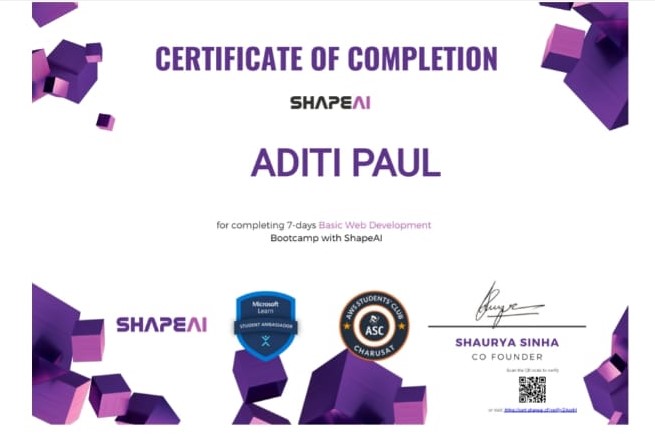 CERTIFICATE OF COMPLETION
SHAPEAI
ADITI PAUL
for completing 7-days Basic Web Development
Bootcamp with ShapeAI
SHAPEAI
Microsoft
Learn
STUDENT AMBASSADOR
AWS STUDENTS' CLUB
ASC
CHARUSAT
SHAURYA SINHA
CO FOUNDER
Scan the QR code to verify
or visit